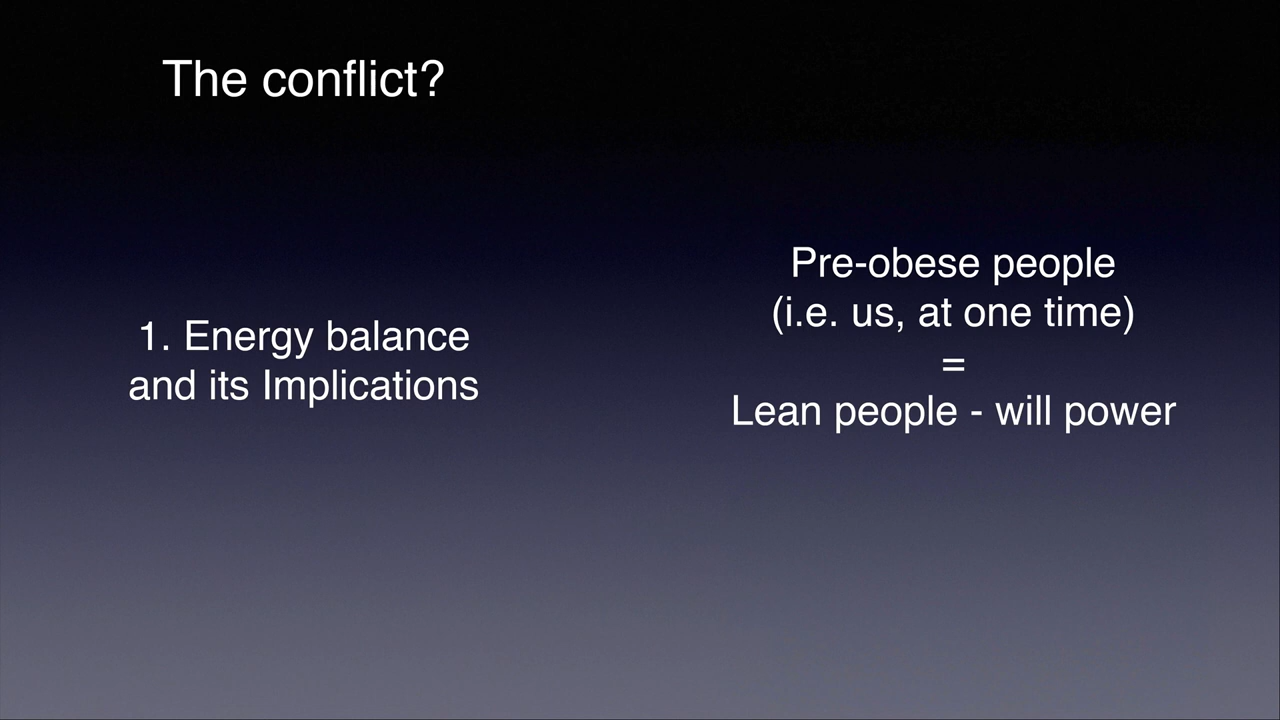 The conflict?
1. Energy balance
and its Implications
Pre-obese people
(i.e. us, at one time)
=
Lean people - will power